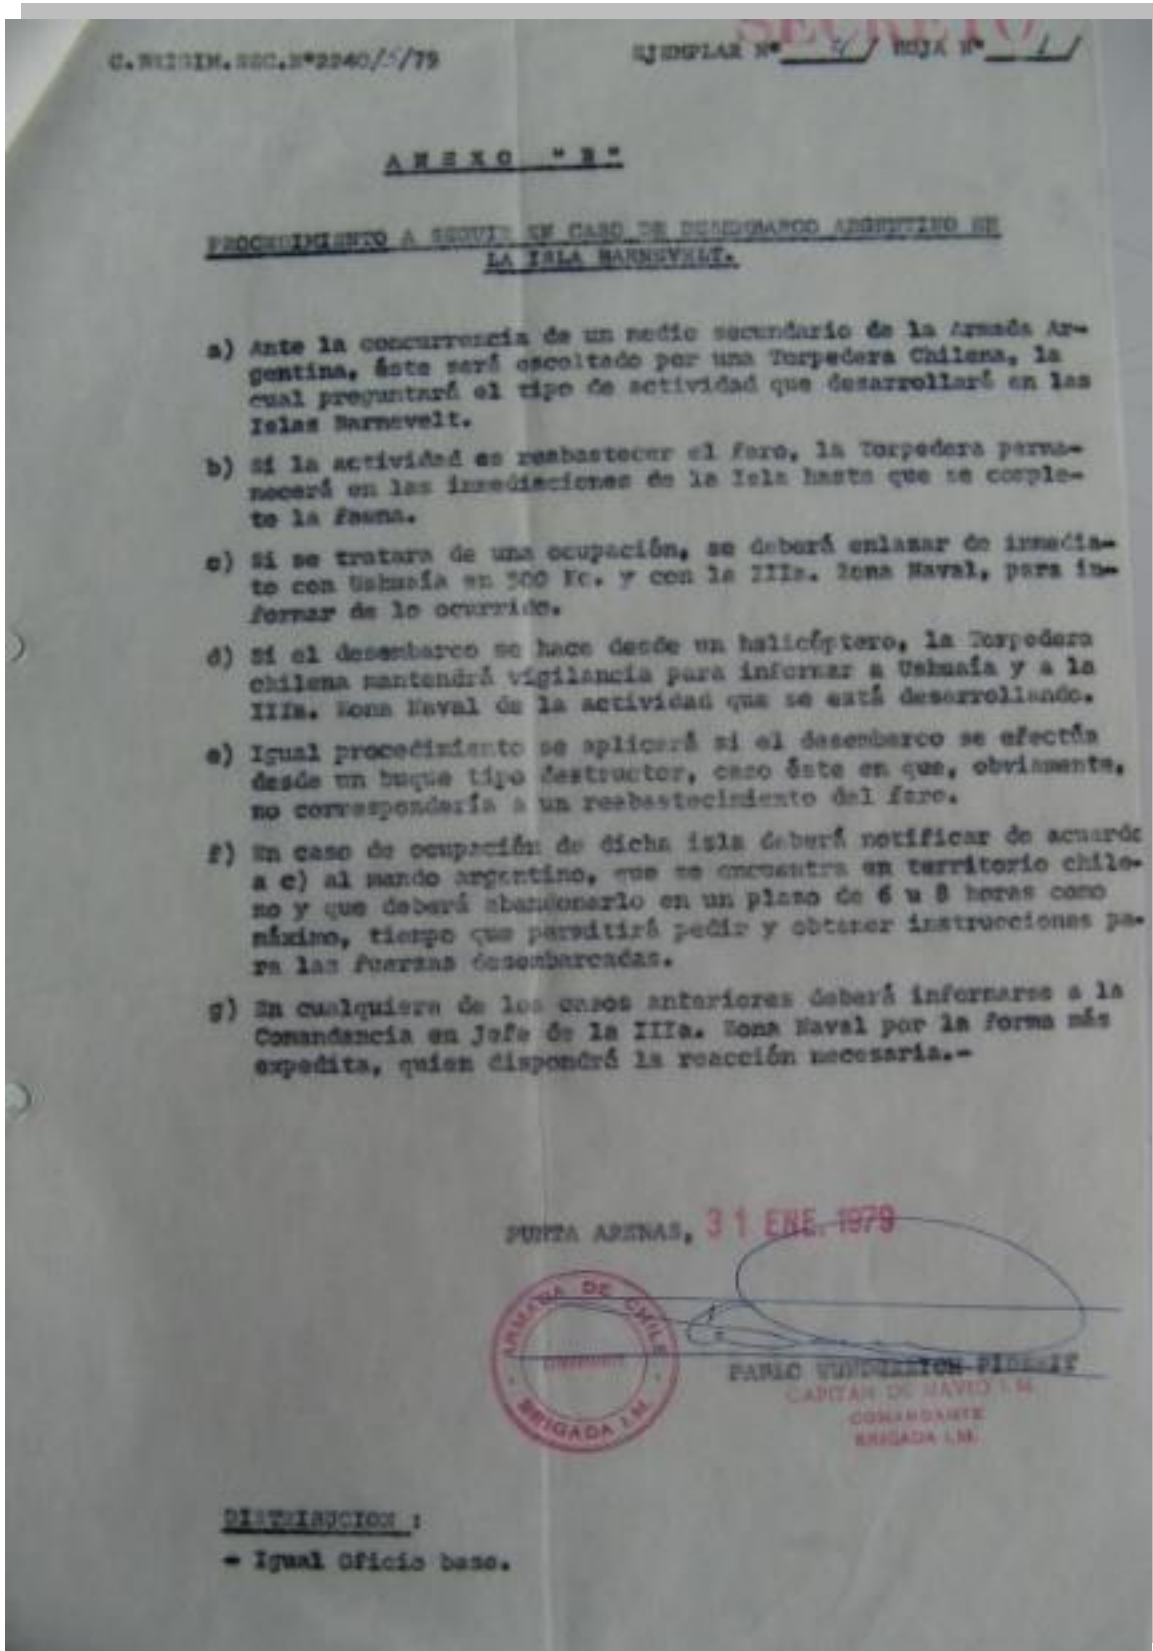 SECRETO
C.BRIGIM.SEC.N°2240/5/79
EJEMPLAR N° 4 / HOJA N° 1 /
ANEXO "B"
PROCEDIMIENTO A SEGUIR EN CASO DE DESEMBARCO ARGENTINO EN
LA ISLA BARNEVELT.
a) Ante la concurrencia de un medio secundario de la Armada Ar-
gentina, éste será escoltado por una Torpedera Chilena, la
cual preguntará el tipo de actividad que desarrollará en las
Islas Barnevelt.
b) Si la actividad es reabastecer el faro, la Torpedera perma-
necerá en las inmediaciones de la Isla hasta que se comple-
te la faena.
c) Si se tratara de una ocupación, se deberá enlazar de inmedia-
to con Ushuaía en 500 Kc. y con la IIIa. Zona Naval, para in-
formar de lo ocurrido.
d) Si el desembarco se hace desde un helicóptero, la Torpedera
chilena mantendrá vigilancia para informar a Ushuaía y a la
IIIa. Zona Naval de la actividad que se está desarrollando.
e) Igual procedimiento se aplicará si el desembarco se efectúa
desde un buque tipo destructor, caso éste en que, obviamente,
no correspondería a un reabastecimiento del faro.
f) En caso de ocupación de dicha isla deberá notificar de acuerdo
a c) al mando argentino, que se encuentra en territorio chile-
no y que deberá abandonarlo en un plazo de 6 u 8 horas como
máximo, tiempo que permitirá pedir y obtener instrucciones pa-
ra las fuerzas desembarcadas.
g) En cualquiera de los casos anteriores deberá informarse a la
Comandancia en Jefe de la IIIa. Zona Naval por la forma más
expedita, quien dispondrá la reacción necesaria.-
PUNTA ARENAS, 31 ENE. 1979
ARMADA DE CHILE
BRIGADA I.M.
PABLO WUNDERLICH PIDERIT
CAPITAN DE NAVIO I.M.
COMANDANTE
BRIGADA I.M.
DISTRIBUCION :
- Igual Oficio base.